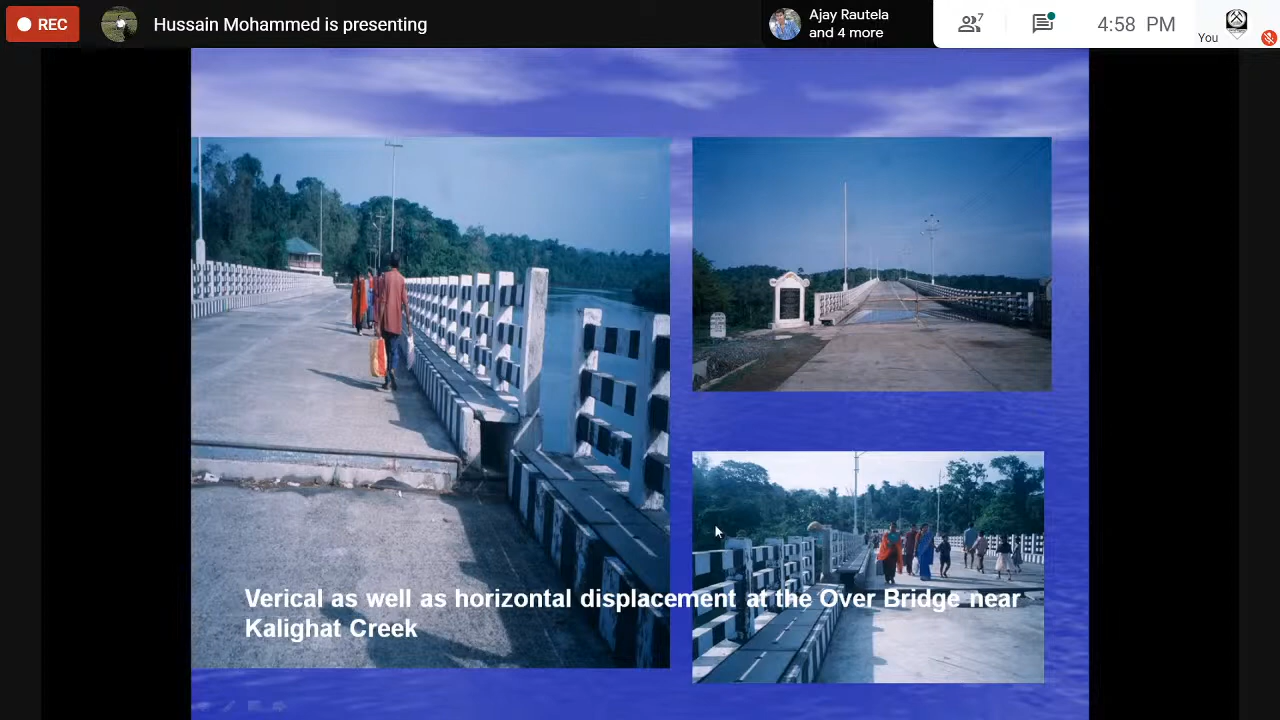 REC
Hussain Mohammed is presenting
Ajay Rautela
and 4 more
7
4:58 PM
You
Verical as well as horizontal displacement at the Over Bridge near
Kalighat Creek